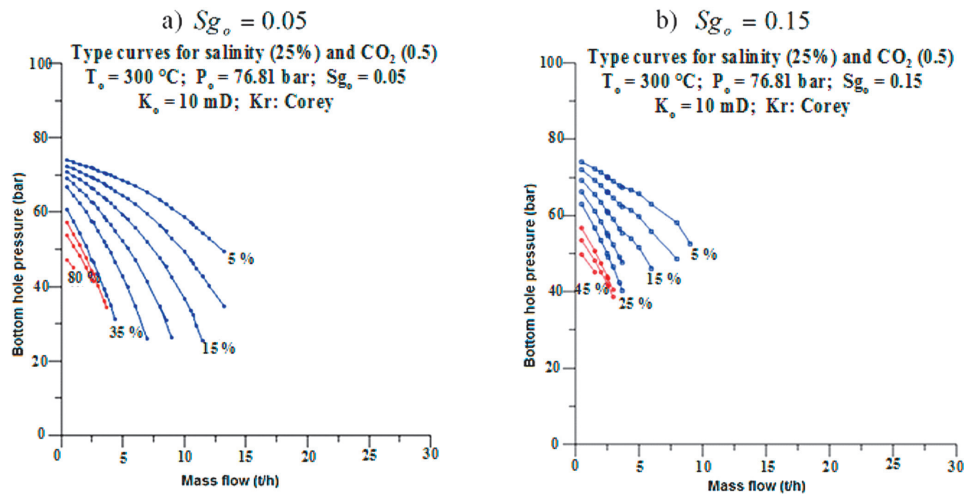 a) Sgₒ = 0.05
Type curves for salinity (25%) and CO₂ (0.5)
Tₒ = 300 °C; Pₒ = 76.81 bar; Sgₒ = 0.05
Kₒ = 10 mD; Kr: Corey
100
80
60
40
20
0
Bottom hole pressure (bar)
5 %
80 %
35 %
15 %
0 5 10 15 20 25 30
Mass flow (t/h)
b) Sgₒ = 0.15
Type curves for salinity (25%) and CO₂ (0.5)
Tₒ = 300 °C; Pₒ = 76.81 bar; Sgₒ = 0.15
Kₒ = 10 mD; Kr: Corey
100
80
60
40
20
0
Bottom hole pressure (bar)
5 %
15 %
45 %
25 %
0 5 10 15 20 25 30
Mass flow (t/h)